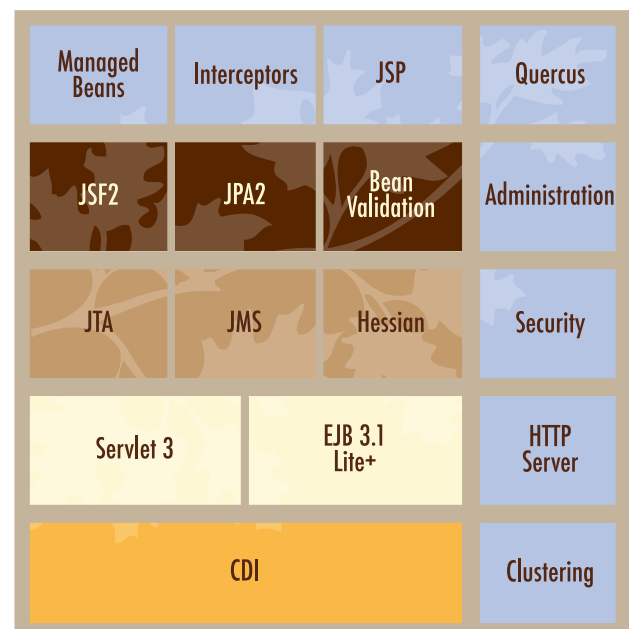 Managed
Beans
Interceptors
JSP
Quercus
JSF2
JPA2
Bean
Validation
Administration
JTA
JMS
Hessian
Security
Servlet 3
EJB 3.1
Lite+
HTTP
Server
CDI
Clustering